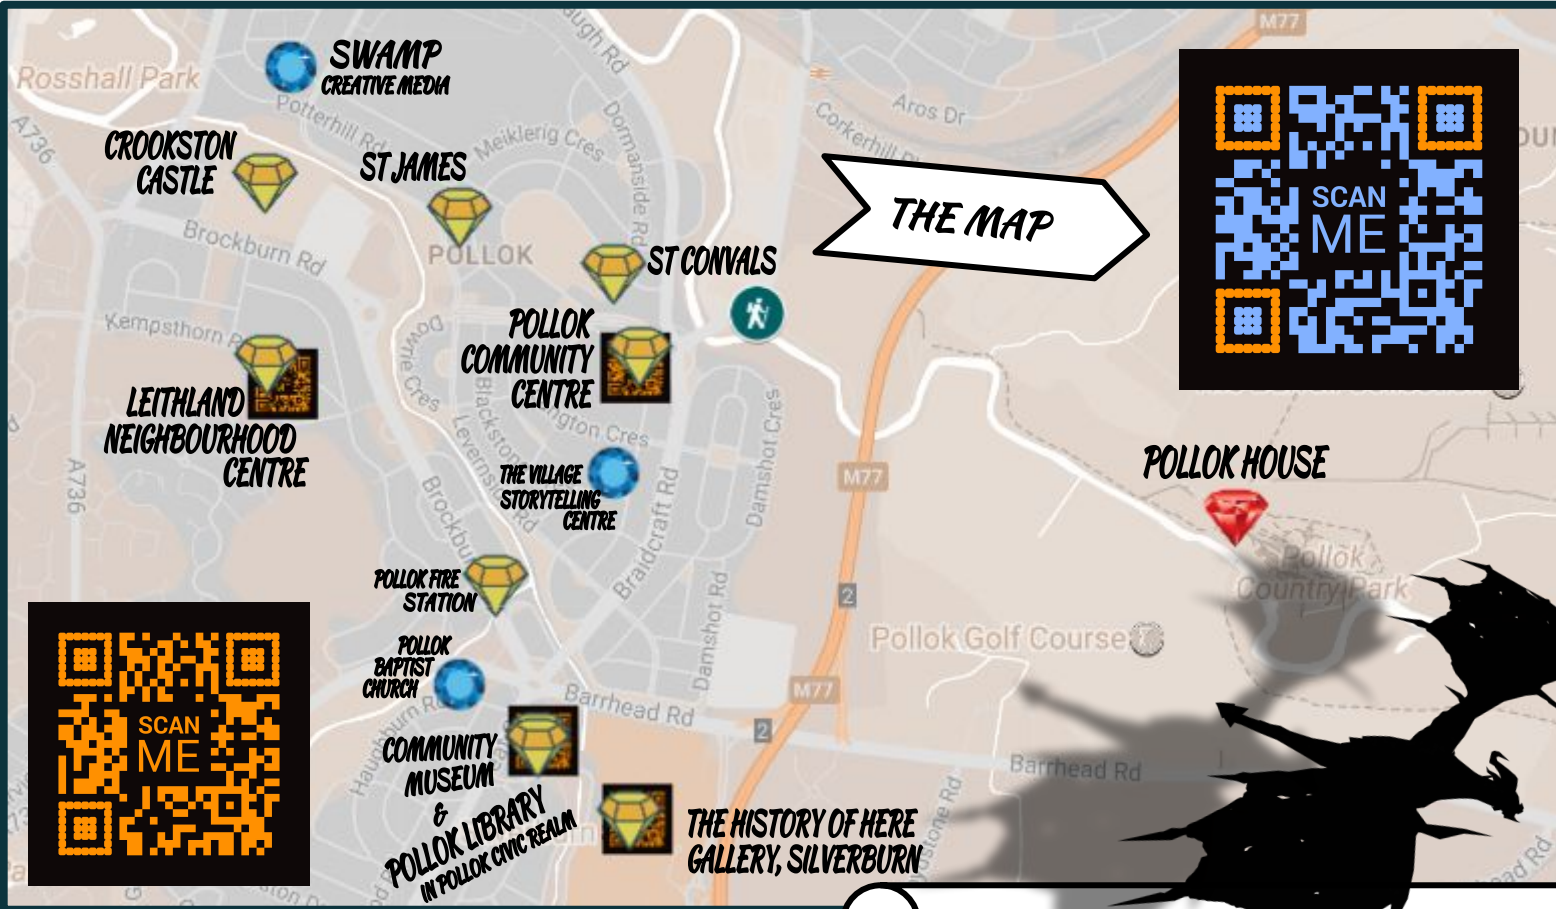 M77
SWAMP
CREATIVE MEDIA
Rosshall Park
A736
Potterhill Rd
Dormanside Rd
Aros Dr
Meiklerig Cres
CROOKSTON
CASTLE
ST JAMES
POLLOK
Brockburn Rd
ST CONVALS
THE MAP
SCAN
ME
Kempsthorn R
POLLOK
COMMUNITY
CENTRE
Dowrie Cres
LEITHLAND
NEIGHBOURHOOD
CENTRE
ngton Cres
Blackston
Damshot Cres
A736
M77
POLLOK HOUSE
THE VILLAGE
STORYTELLING
CENTRE
Braidcraft Rd
Pollok
Country Park
POLLOK FIRE
STATION
2
Pollok Golf Course
POLLOK
BAPTIST
CHURCH
Damshot Rd
M77
Barrhead Rd
2
SCAN
ME
Barrhead Rd
COMMUNITY
MUSEUM
&
POLLOK LIBRARY
IN POLLOK CIVIC REALM
THE HISTORY OF HERE
GALLERY, SILVERBURN